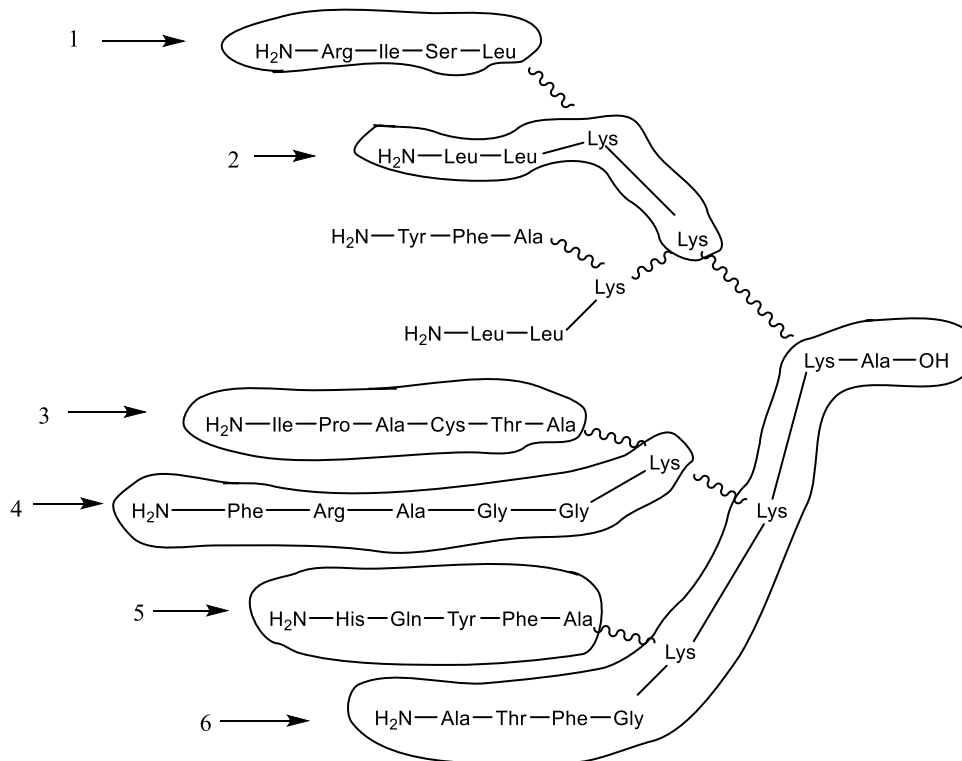 1
H₂N—Arg—Ile—Ser—Leu
2
H₂N—Leu—Leu
Lys
Lys
H₂N—Tyr—Phe—Ala
Lys
H₂N—Leu—Leu
Lys—Ala—OH
3
H₂N—Ile—Pro—Ala—Cys—Thr—Ala
Lys
4
H₂N—Phe—Arg—Ala—Gly—Gly
Lys
5
H₂N—His—Gln—Tyr—Phe—Ala
Lys
6
H₂N—Ala—Thr—Phe—Gly